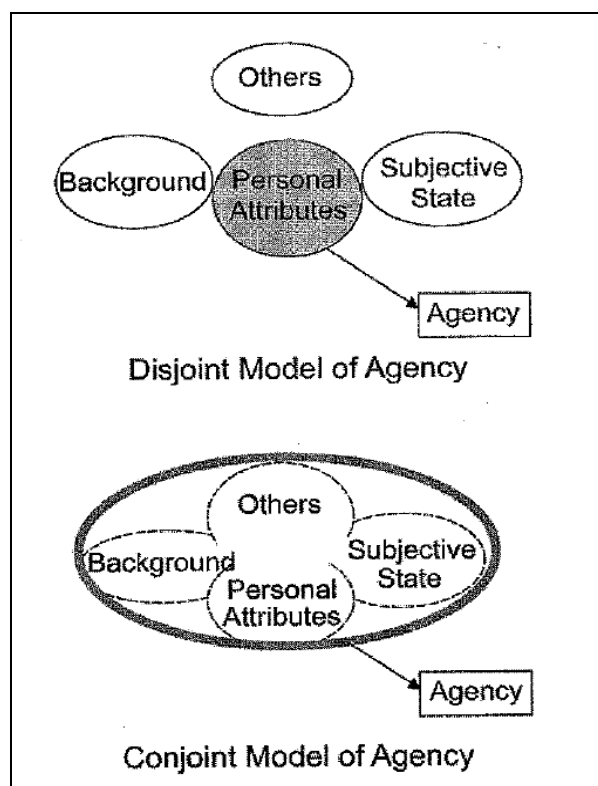 Others
Background
Personal
Attributes
Subjective
State
Agency
Disjoint Model of Agency
Others
Background
Subjective
State
Personal
Attributes
Agency
Conjoint Model of Agency